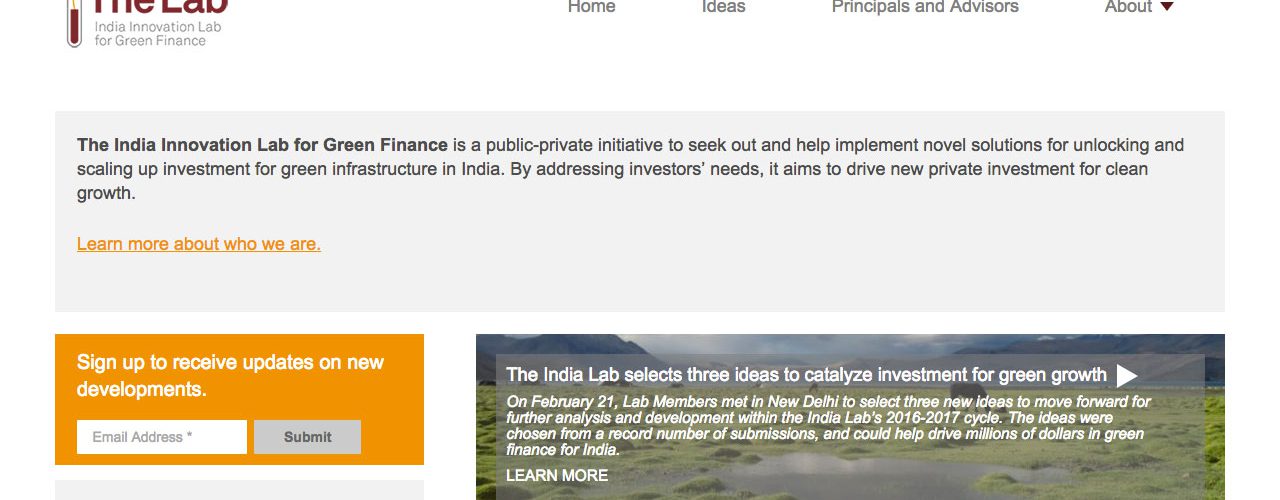 The Lab
India Innovation Lab
for Green Finance
Home Ideas Principals and Advisors About
The India Innovation Lab for Green Finance is a public-private initiative to seek out and help implement novel solutions for unlocking and
scaling up investment for green infrastructure in India. By addressing investors’ needs, it aims to drive new private investment for clean
growth.
Learn more about who we are.
Sign up to receive updates on new
developments.
Email Address *
Submit
The India Lab selects three ideas to catalyze investment for green growth
On February 21, Lab Members met in New Delhi to select three new ideas to move forward for
further analysis and development within the India Lab’s 2016-2017 cycle. The ideas were
chosen from a record number of submissions, and could help drive millions of dollars in green
finance for India.
LEARN MORE